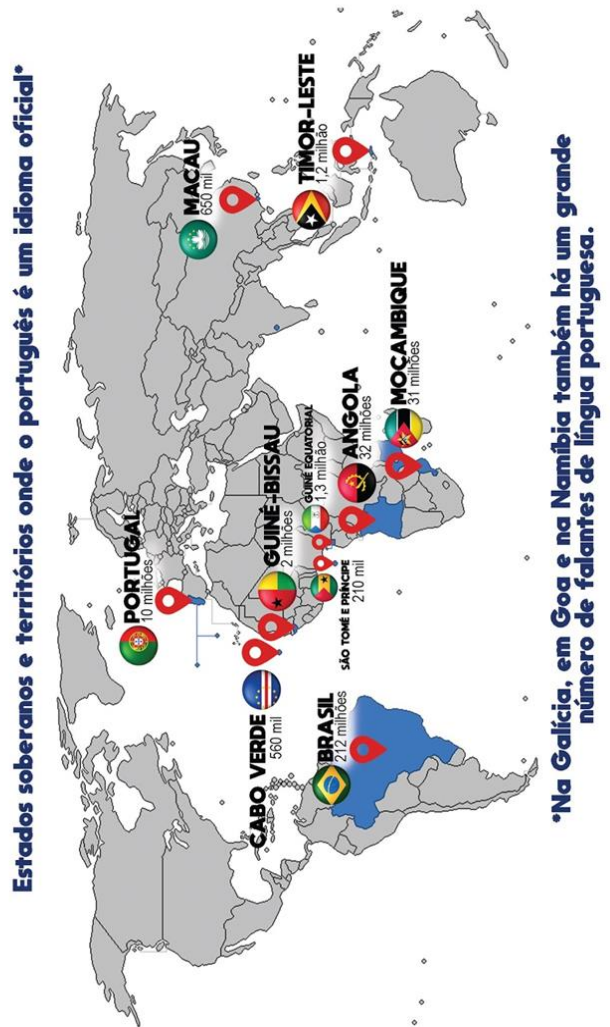 Estados soberanos e territórios onde o português é um idioma oficial*
PORTUGAL
10 milhões
MACAU
650 mil
CABO VERDE
560 mil
GUINÉ-BISSAU
2 milhões
TIMOR-LESTE
1,2 milhão
GUINÉ EQUATORIAL
1,3 milhão
SÃO TOMÉ E PRÍNCIPE
210 mil
BRASIL
212 milhões
ANGOLA
32 milhões
MOÇAMBIQUE
31 milhões
*Na Galícia, em Goa e na Namíbia também há um grande
número de falantes de língua portuguesa.